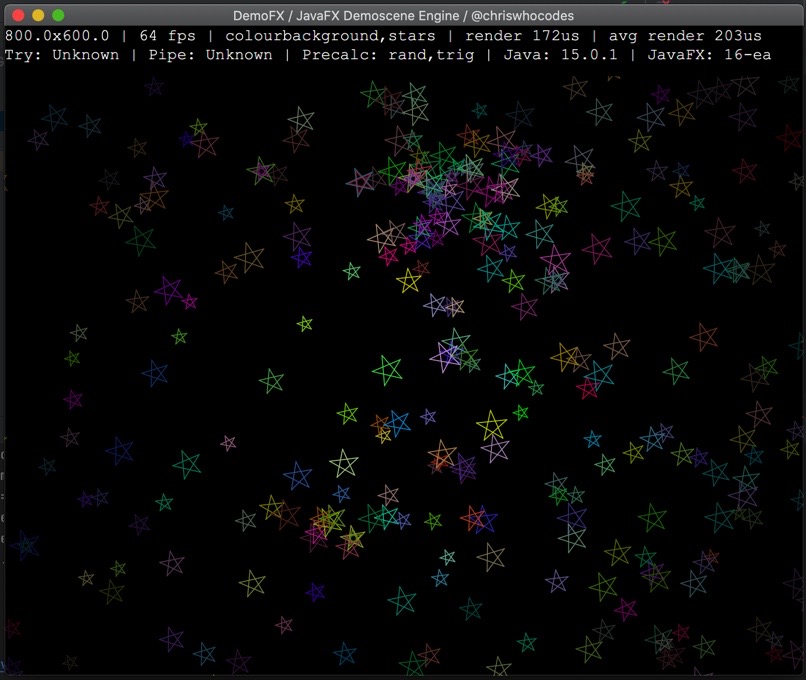 DemoFX / JavaFX Demoscene Engine / @chriswhocodes
800.0x600.0 | 64 fps | colourbackground,stars | render 172us | avg render 203us
Try: Unknown | Pipe: Unknown | Precalc: rand,trig | Java: 15.0.1 | JavaFX: 16-ea